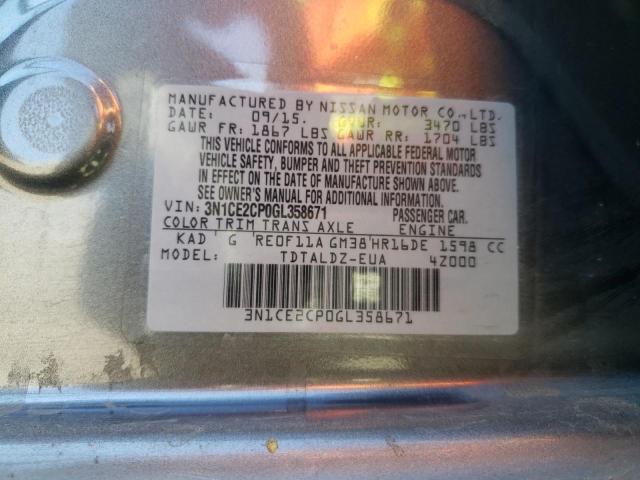 MANUFACTURED BY NISSAN MOTOR CO.,LTD.
DATE: 09/15. GVWR: 3470 LBS
GAWR FR: 1867 LBS GAWR RR: 1704 LBS
THIS VEHICLE CONFORMS TO ALL APPLICABLE FEDERAL MOTOR
VEHICLE SAFETY, BUMPER AND THEFT PREVENTION STANDARDS
IN EFFECT ON THE DATE OF MANUFACTURE SHOWN ABOVE.
SEE OWNER'S MANUAL FOR ADDITIONAL INFORMATION.
VIN: 3N1CE2CP0GL358671 PASSENGER CAR.
COLOR TRIM TRANS AXLE ENGINE
KAD G RE0F11A GM38 HR16DE 1598 CC
MODEL: TDTALDZ-EUA 4Z000
3N1CE2CP0GL358671